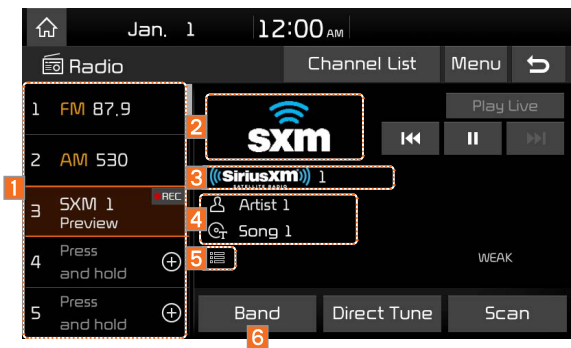 Jan. 1 12:00 AM
Radio Channel List Menu
1 FM 87.9
2 AM 530
3 SXM 1
Preview
REC
4 Press
and hold
5 Press
and hold
1
2
sxm
3
((SiriusXM))
SATELLITE RADIO
1
4
Artist 1
Song 1
5
Play Live
WEAK
Band Direct Tune Scan
6